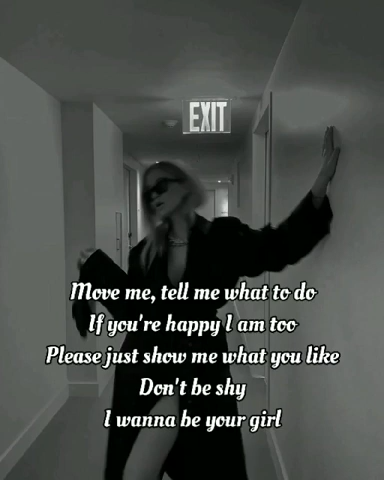 EXIT
Move me, tell me what to do
If you're happy I am too
Please just show me what you like
Don't be shy
I wanna be your girl